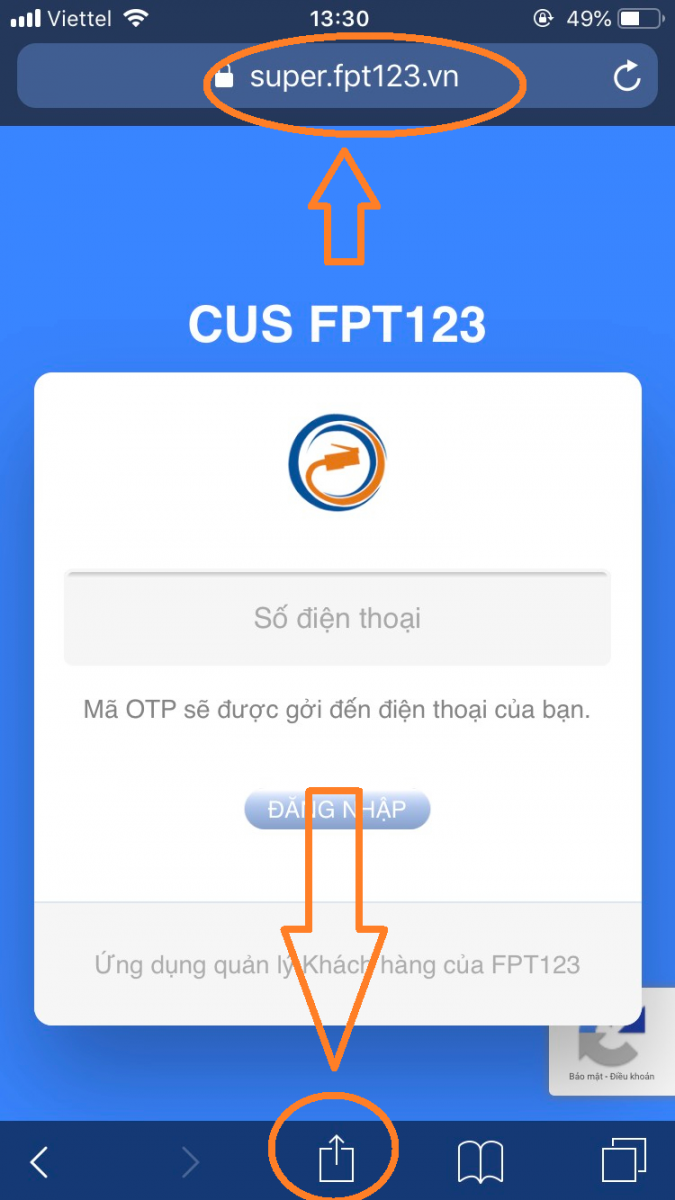 Viettel 13:30 49%
super.fpt123.vn
CUS FPT123
Số điện thoại
Mã OTP sẽ được gởi đến điện thoại của bạn.
ĐĂNG NHẬP
Ứng dụng quản lý Khách hàng của FPT123
Bảo mật - Điều khoản